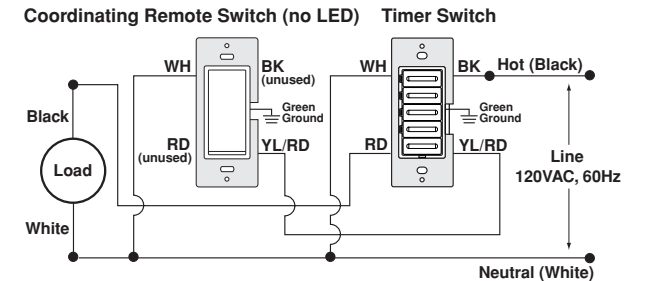 Coordinating Remote Switch (no LED)
Timer Switch
WH
BK
(unused)
WH
BK
Hot (Black)
Black
Green
Ground
Green
Ground
RD
(unused)
YL/RD
RD
YL/RD
Load
Line
120VAC, 60Hz
White
Neutral (White)